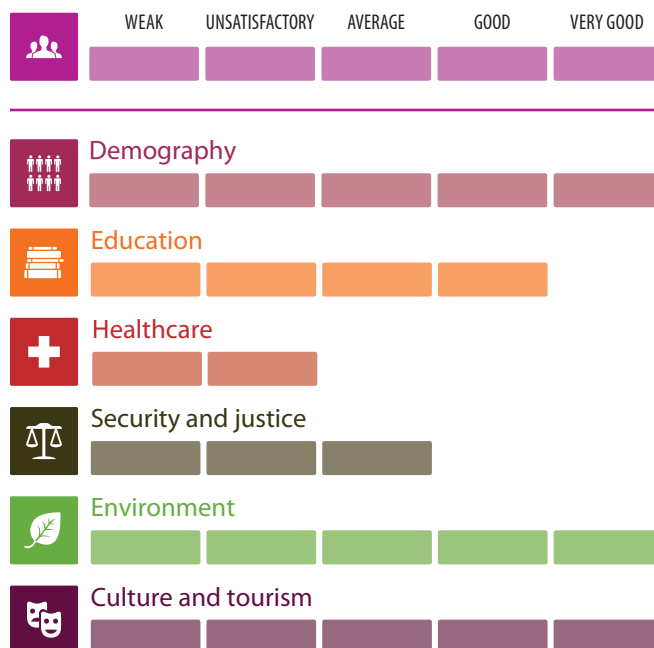 WEAK UNSATISFACTORY AVERAGE GOOD VERY GOOD
Demography
Education
Healthcare
Security and justice
Environment
Culture and tourism